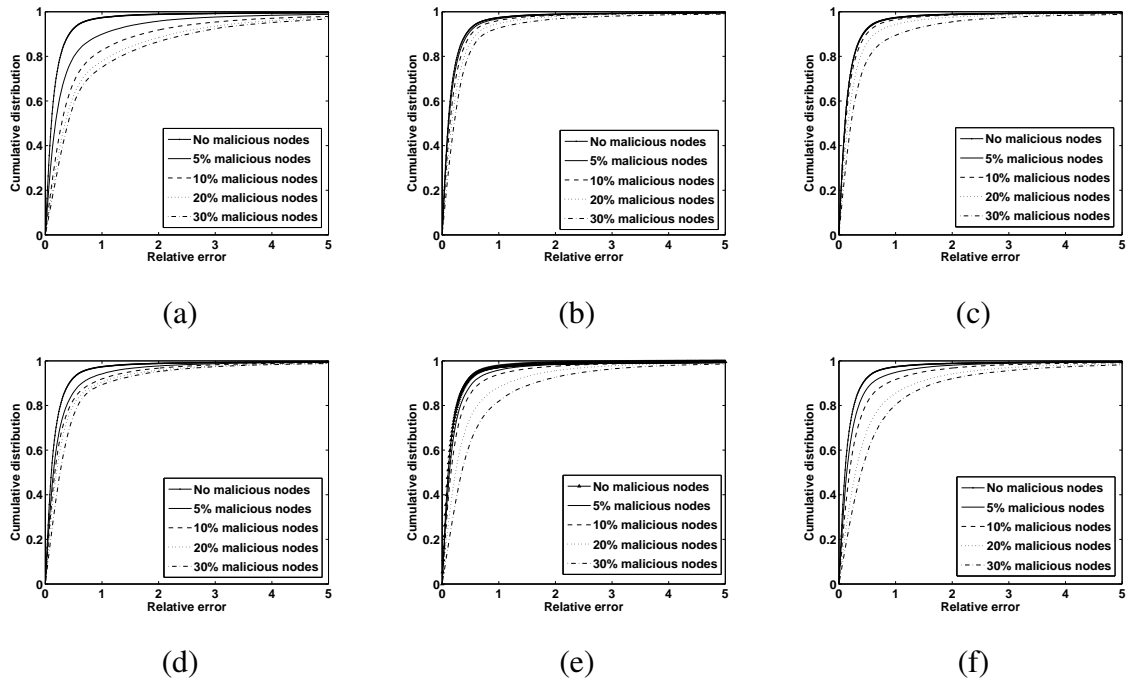 1
0.8
0.6
0.4
0.2
0
Cumulative distribution
No malicious nodes
5% malicious nodes
10% malicious nodes
20% malicious nodes
30% malicious nodes
0 1 2 3 4 5
Relative error
(a)
1
0.8
0.6
0.4
0.2
0
Cumulative distribution
No malicious nodes
5% malicious nodes
10% malicious nodes
20% malicious nodes
30% malicious nodes
0 1 2 3 4 5
Relative error
(b)
1
0.8
0.6
0.4
0.2
0
Cumulative distribution
No malicious nodes
5% malicious nodes
10% malicious nodes
20% malicious nodes
30% malicious nodes
0 1 2 3 4 5
Relative error
(c)
1
0.8
0.6
0.4
0.2
0
Cumulative distribution
No malicious nodes
5% malicious nodes
10% malicious nodes
20% malicious nodes
30% malicious nodes
0 1 2 3 4 5
Relative error
(d)
1
0.8
0.6
0.4
0.2
0
Cumulative distribution
No malicious nodes
5% malicious nodes
10% malicious nodes
20% malicious nodes
30% malicious nodes
0 1 2 3 4 5
Relative error
(e)
1
0.8
0.6
0.4
0.2
0
Cumulative distribution
No malicious nodes
5% malicious nodes
10% malicious nodes
20% malicious nodes
30% malicious nodes
0 1 2 3 4 5
Relative error
(f)